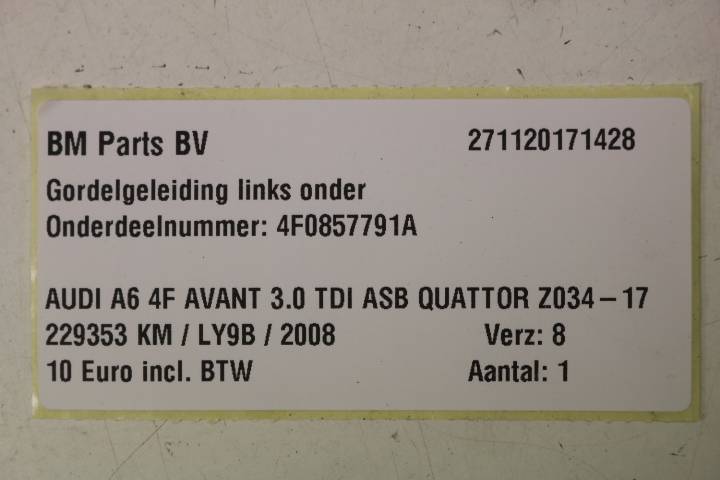 BM Parts BV 271120171428
Gordelgeleiding links onder
Onderdeelnummer: 4F0857791A
AUDI A6 4F AVANT 3.0 TDI ASB QUATTOR Z034-17
229353 KM / LY9B / 2008 Verz: 8
10 Euro incl. BTW Aantal: 1